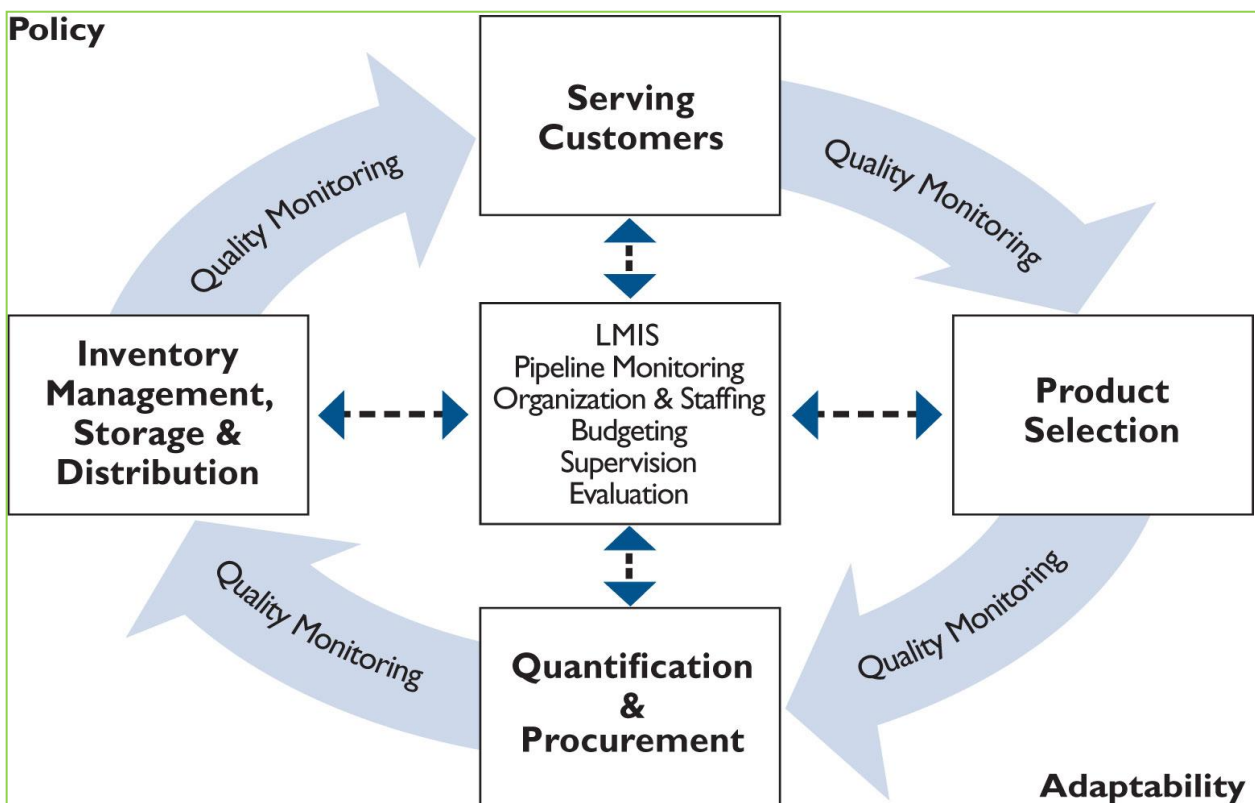 Policy
Serving
Customers
Quality Monitoring
Quality Monitoring
Inventory
Management,
Storage &
Distribution
LMIS
Pipeline Monitoring
Organization & Staffing
Budgeting
Supervision
Evaluation
Product
Selection
Quality Monitoring
Quality Monitoring
Quantification
&
Procurement
Adaptability